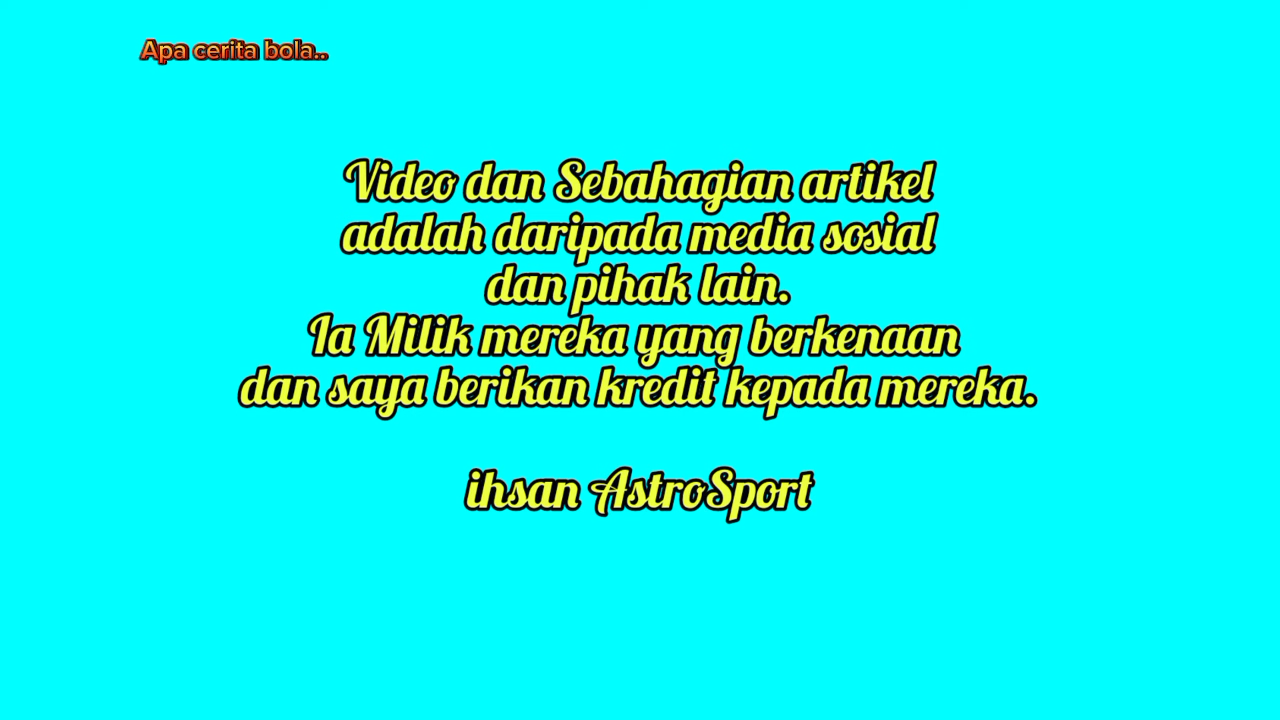 Apa cerita bola..
Video dan Sebahagian artikel
adalah daripada media sosial
dan pihak lain.
Ia Milik mereka yang berkenaan
dan saya berikan kredit kepada mereka.
ihsan AstroSport